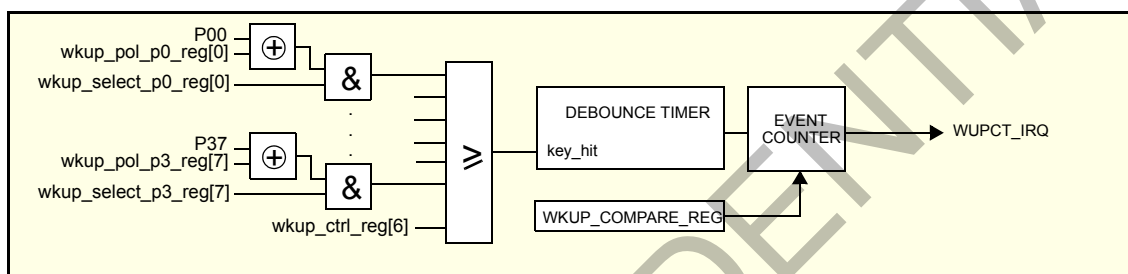 P00
wkup_pol_p0_reg[0]
wkup_select_p0_reg[0]
&
P37
wkup_pol_p3_reg[7]
wkup_select_p3_reg[7]
&
wkup_ctrl_reg[6]
≥
DEBOUNCE TIMER
key_hit
EVENT
COUNTER
WUPCT_IRQ
WKUP_COMPARE_REG